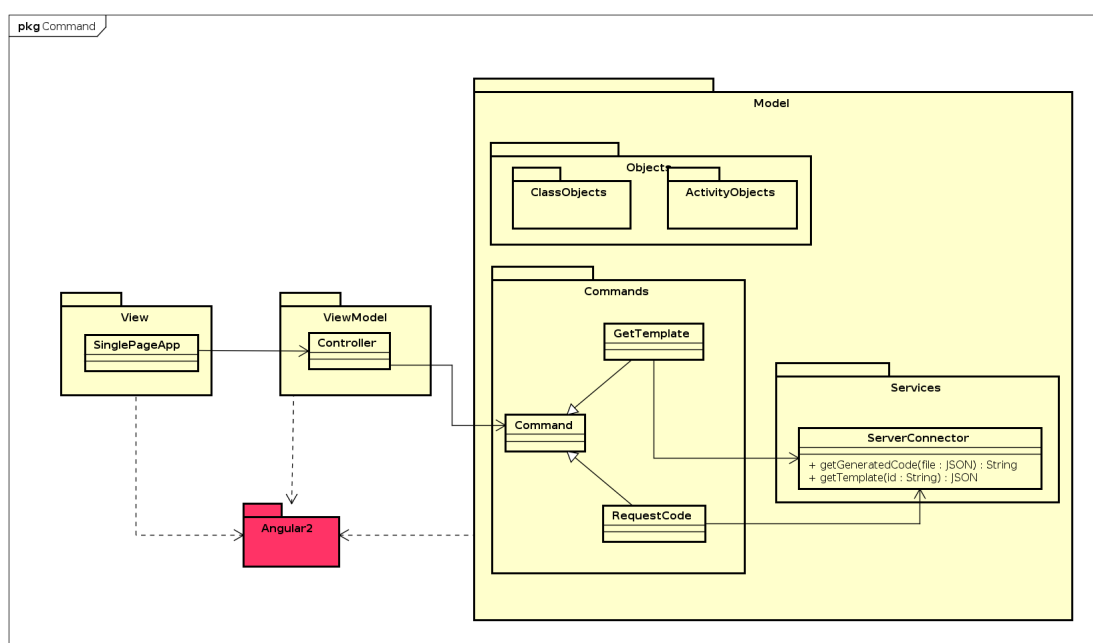 pkg Command
Model
Objects
ClassObjects
ActivityObjects
Commands
View
ViewModel
GetTemplate
SinglePageApp
Controller
Services
Command
ServerConnector
+ getGeneratedCode(file : JSON) : String
+ getTemplate(id : String) : JSON
RequestCode
Angular2